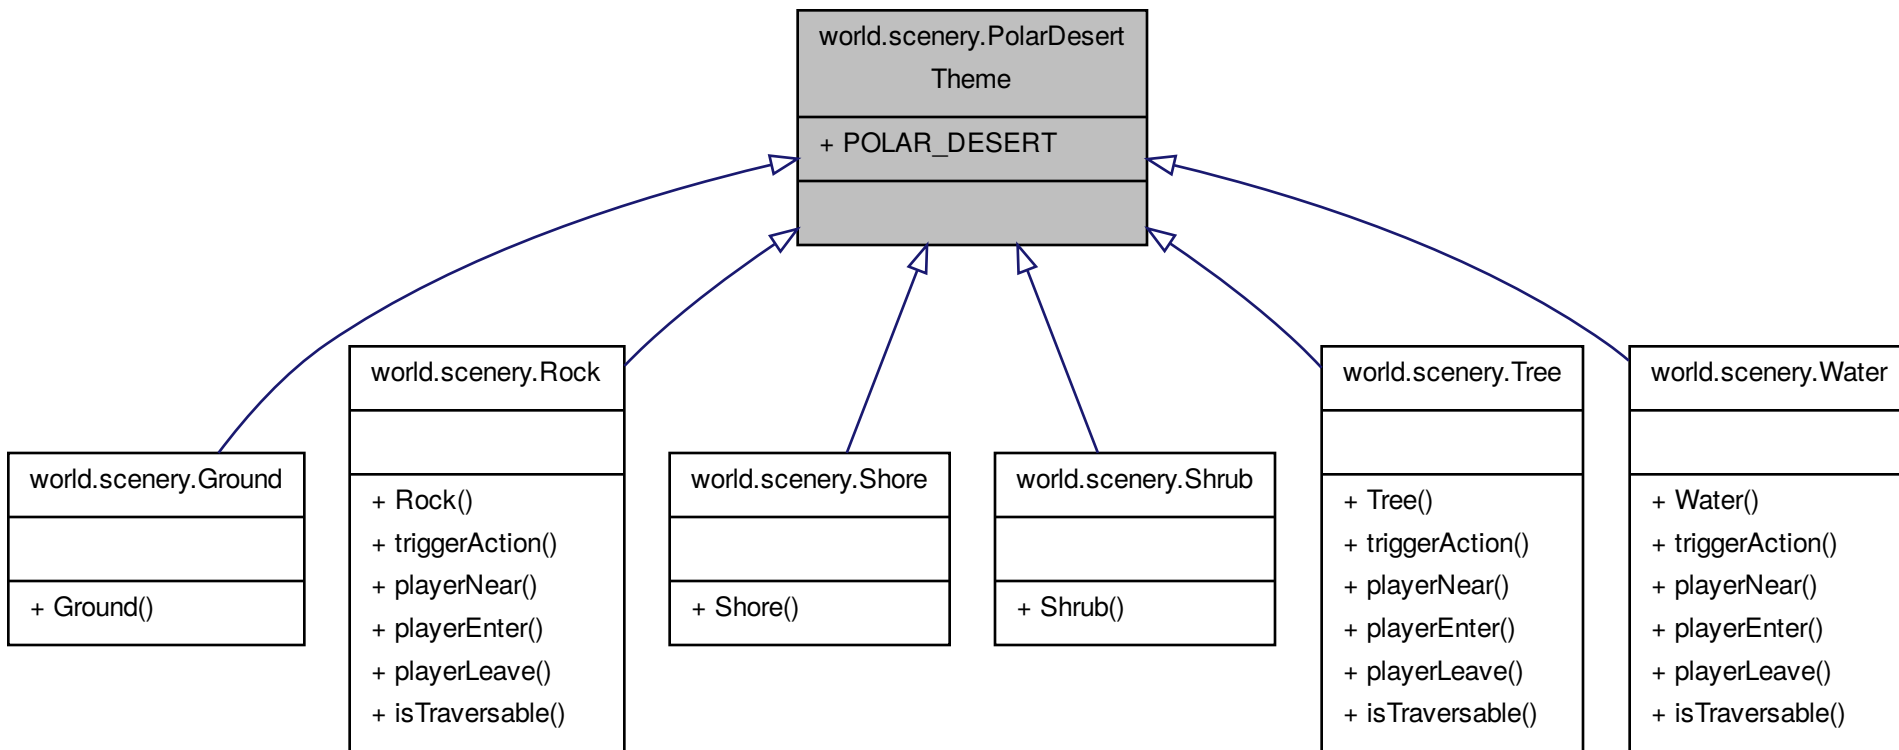 world.scenery.PolarDesert
Theme
+ POLAR_DESERT
world.scenery.Ground
+ Ground()
world.scenery.Rock
+ Rock()
+ triggerAction()
+ playerNear()
+ playerEnter()
+ playerLeave()
+ isTraversable()
world.scenery.Shore
+ Shore()
world.scenery.Shrub
+ Shrub()
world.scenery.Tree
+ Tree()
+ triggerAction()
+ playerNear()
+ playerEnter()
+ playerLeave()
+ isTraversable()
world.scenery.Water
+ Water()
+ triggerAction()
+ playerNear()
+ playerEnter()
+ playerLeave()
+ isTraversable()